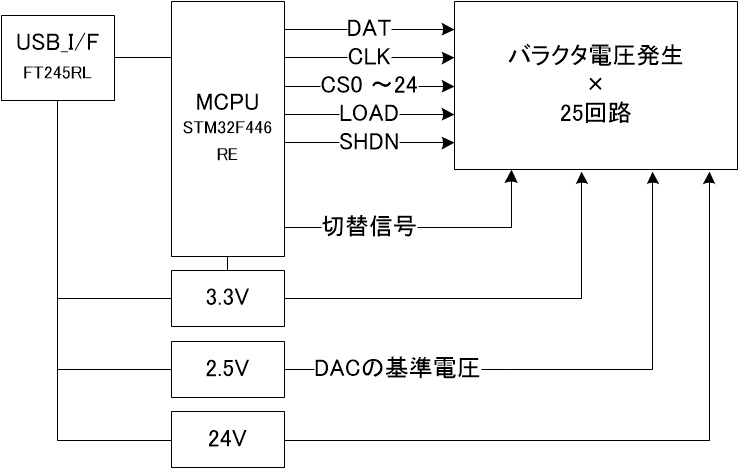 USB_I/F
FT245RL
MCPU
STM32F446
RE
DAT
CLK
CS0 ～24
LOAD
SHDN
切替信号
バラクタ電圧発生
×
25回路
3.3V
2.5V
DACの基準電圧
24V